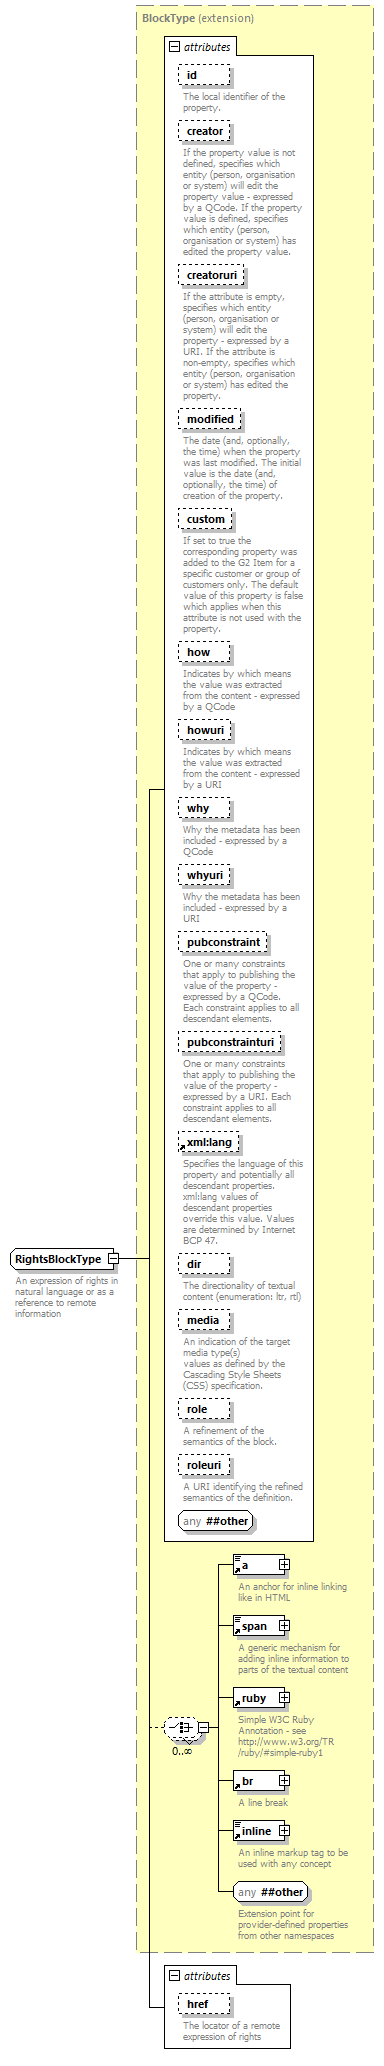 BlockType (extension)
attributes
id
The local identifier of the
property.
creator
If the property value is not
defined, specifies which
entity (person, organisation
or system) will edit the
property value - expressed
by a QCode. If the property
value is defined, specifies
which entity (person,
organisation or system) has
edited the property value.
creatoruri
If the attribute is empty,
specifies which entity
(person, organisation or
system) will edit the
property - expressed by a
URI. If the attribute is
non-empty, specifies which
entity (person, organisation
or system) has edited the
property.
modified
The date (and, optionally,
the time) when the property
was last modified. The initial
value is the date (and,
optionally, the time) of
creation of the property.
custom
If set to true the
corresponding property was
added to the G2 Item for a
specific customer or group of
customers only. The default
value of this property is false
which applies when this
attribute is not used with the
property.
how
Indicates by which means
the value was extracted
from the content - expressed
by a QCode
howuri
Indicates by which means
the value was extracted
from the content - expressed
by a URI
why
Why the metadata has been
included - expressed by a
QCode
whyuri
Why the metadata has been
included - expressed by a
URI
pubconstraint
One or many constraints
that apply to publishing the
value of the property -
expressed by a QCode.
Each constraint applies to all
descendant elements.
pubconstrainturi
One or many constraints
that apply to publishing the
value of the property -
expressed by a URI. Each
constraint applies to all
descendant elements.
xml:lang
Specifies the language of this
property and potentially all
descendant properties.
xml:lang values of
descendant properties
override this value. Values
are determined by Internet
BCP 47.
dir
The directionality of textual
content (enumeration: ltr, rtl)
media
An indication of the target
media type(s)
values as defined by the
Cascading Style Sheets
(CSS) specification.
role
A refinement of the
semantics of the block.
roleuri
A URI identifying the refined
semantics of the definition.
any ##other
RightsBlockType
An expression of rights in
natural language or as a
reference to remote
information
a
An anchor for inline linking
like in HTML
span
A generic mechanism for
adding inline information to
parts of the textual content
ruby
Simple W3C Ruby
Annotation - see
http://www.w3.org/TR
/ruby/#simple-ruby1
0..∞
br
A line break
inline
An inline markup tag to be
used with any concept
any ##other
Extension point for
provider-defined properties
from other namespaces
attributes
href
The locator of a remote
expression of rights